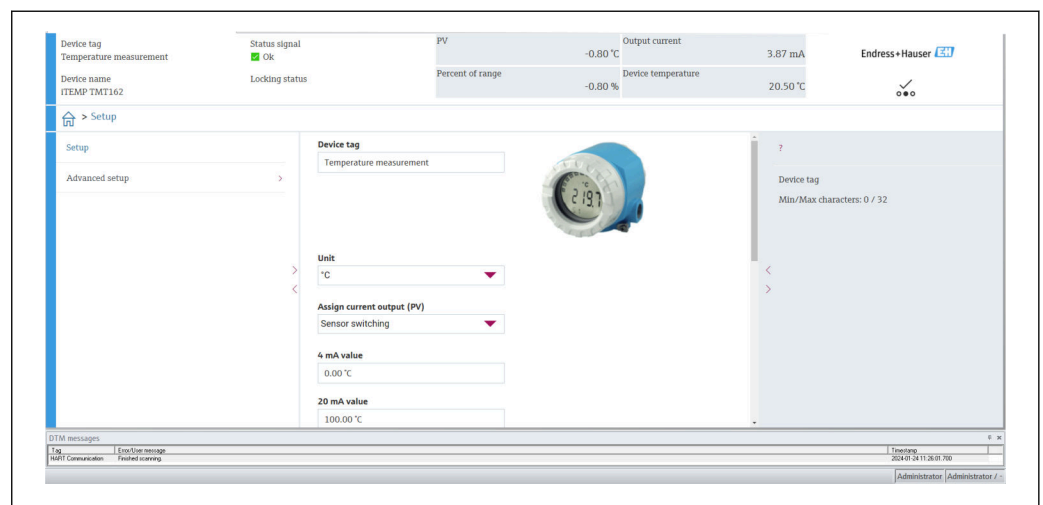 Device tag
Temperature measurement
Status signal
Ok
PV
-0.80 °C
Output current
3.87 mA
Endress+Hauser EH
Device name
iTEMP TMT162
Locking status
Percent of range
-0.80 %
Device temperature
20.50 °C
> Setup
Setup
Advanced setup >
Device tag
Temperature measurement
°C
219.7
?
Device tag
Min/Max characters: 0 / 32
Unit
°C
Assign current output (PV)
Sensor switching
4 mA value
0.00 °C
20 mA value
100.00 °C
DTM messages
Tag Error/User message Timestamp
HART Communication Finished scanning. 2024-01-24 11:26:01.700
Administrator Administrator / -